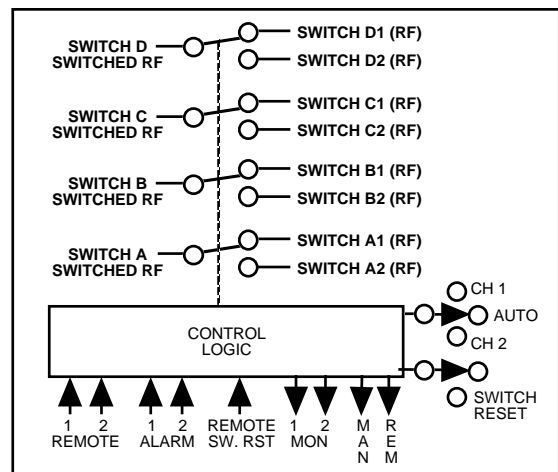 SWITCH D
SWITCHED RF
SWITCH D1 (RF)
SWITCH D2 (RF)
SWITCH C
SWITCHED RF
SWITCH C1 (RF)
SWITCH C2 (RF)
SWITCH B
SWITCHED RF
SWITCH B1 (RF)
SWITCH B2 (RF)
SWITCH A
SWITCHED RF
SWITCH A1 (RF)
SWITCH A2 (RF)
CONTROL
LOGIC
CH 1
AUTO
CH 2
SWITCH
RESET
1 2
REMOTE
1 2
ALARM
REMOTE
SW. RST
1 2
MON
MAN
REM